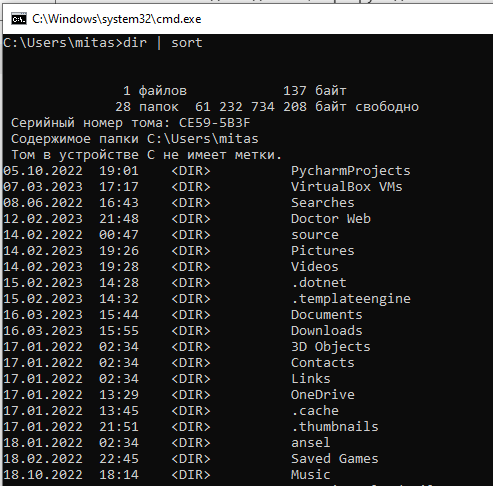 C:\Windows\system32\cmd.exe
C:\Users\mitas>dir | sort
1 файлов 137 байт
28 папок 61 232 734 208 байт свободно
Серийный номер тома: CE59-5B3F
Содержимое папки C:\Users\mitas
Том в устройстве C не имеет метки.
05.10.2022 19:01 <DIR> PycharmProjects
07.03.2023 17:17 <DIR> VirtualBox VMs
08.06.2022 16:43 <DIR> Searches
12.02.2023 21:48 <DIR> Doctor Web
14.02.2022 00:47 <DIR> source
14.02.2023 19:26 <DIR> Pictures
14.02.2023 19:28 <DIR> Videos
15.02.2023 14:28 <DIR> .dotnet
15.02.2023 14:32 <DIR> .templateengine
16.03.2023 15:44 <DIR> Documents
16.03.2023 15:55 <DIR> Downloads
17.01.2022 02:34 <DIR> 3D Objects
17.01.2022 02:34 <DIR> Contacts
17.01.2022 02:34 <DIR> Links
17.01.2022 13:29 <DIR> OneDrive
17.01.2022 13:45 <DIR> .cache
17.01.2022 21:51 <DIR> .thumbnails
18.01.2022 02:34 <DIR> ansel
18.02.2022 22:45 <DIR> Saved Games
18.10.2022 18:14 <DIR> Music